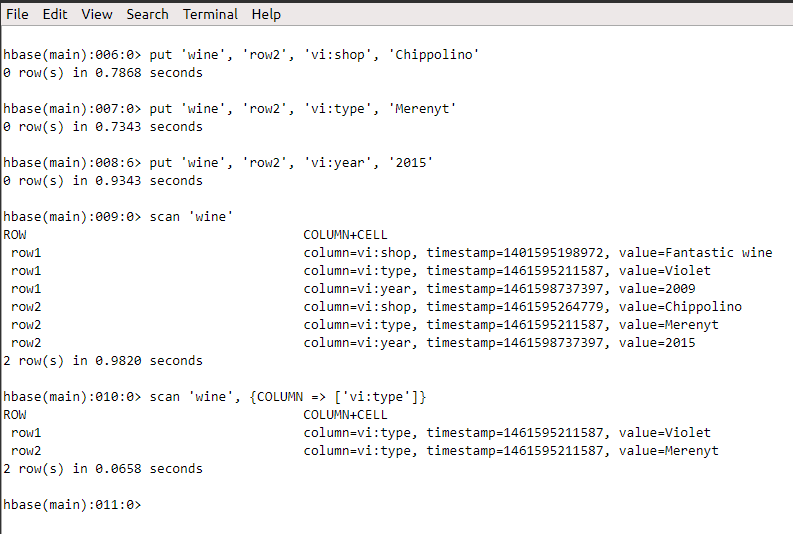 File Edit View Search Terminal Help
hbase(main):006:0> put 'wine', 'row2', 'vi:shop', 'Chippolino'
0 row(s) in 0.7868 seconds
hbase(main):007:0> put 'wine', 'row2', 'vi:type', 'Merenyt'
0 row(s) in 0.7343 seconds
hbase(main):008:6> put 'wine', 'row2', 'vi:year', '2015'
0 row(s) in 0.9343 seconds
hbase(main):009:0> scan 'wine'
ROW COLUMN+CELL
row1 column=vi:shop, timestamp=1401595198972, value=Fantastic wine
row1 column=vi:type, timestamp=1461595211587, value=Violet
row1 column=vi:year, timestamp=1461598737397, value=2009
row2 column=vi:shop, timestamp=1461595264779, value=Chippolino
row2 column=vi:type, timestamp=1461595211587, value=Merenyt
row2 column=vi:year, timestamp=1461598737397, value=2015
2 row(s) in 0.9820 seconds
hbase(main):010:0> scan 'wine', {COLUMN => ['vi:type']}
ROW COLUMN+CELL
row1 column=vi:type, timestamp=1461595211587, value=Violet
row2 column=vi:type, timestamp=1461595211587, value=Merenyt
2 row(s) in 0.0658 seconds
hbase(main):011:0>